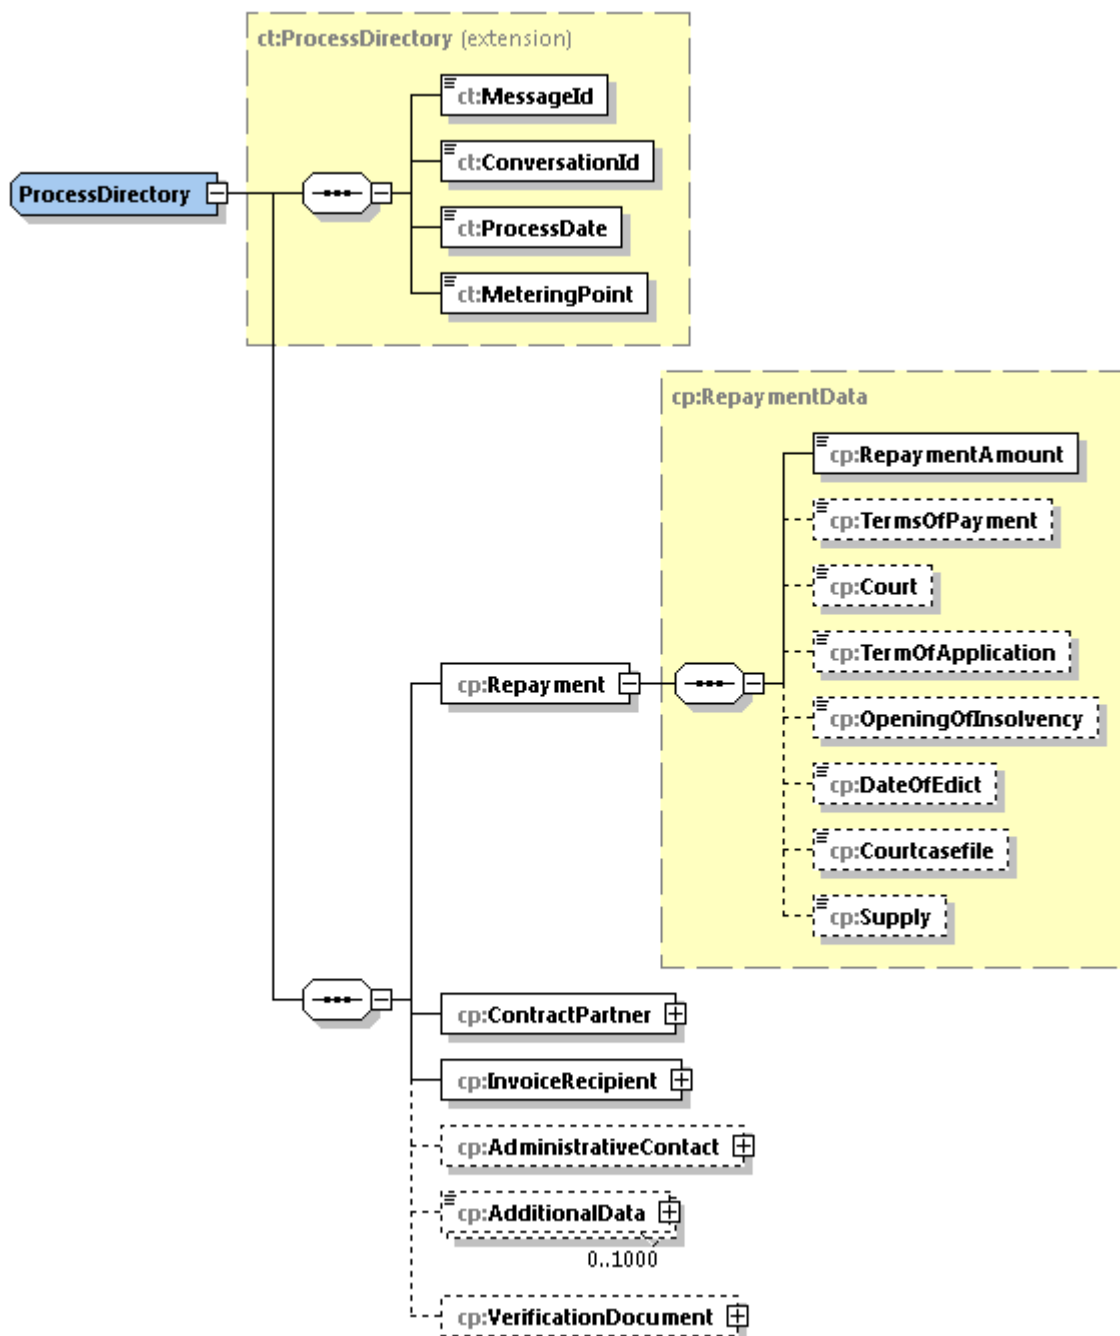 ct:ProcessDirectory (extension)
ct:MessageId
ct:ConversationId
ProcessDirectory
ct:ProcessDate
ct:MeteringPoint
cp:RepaymentData
cp:RepaymentAmount
cp:TermsOfPayment
cp:Court
cp:TermOfApplication
cp:Repayment
cp:OpeningOfInsolvency
cp:DateOfEdict
cp:Courtcasefile
cp:Supply
cp:ContractPartner
cp:InvoiceRecipient
cp:AdministrativeContact
cp:AdditionalData
0..1000
cp:VerificationDocument